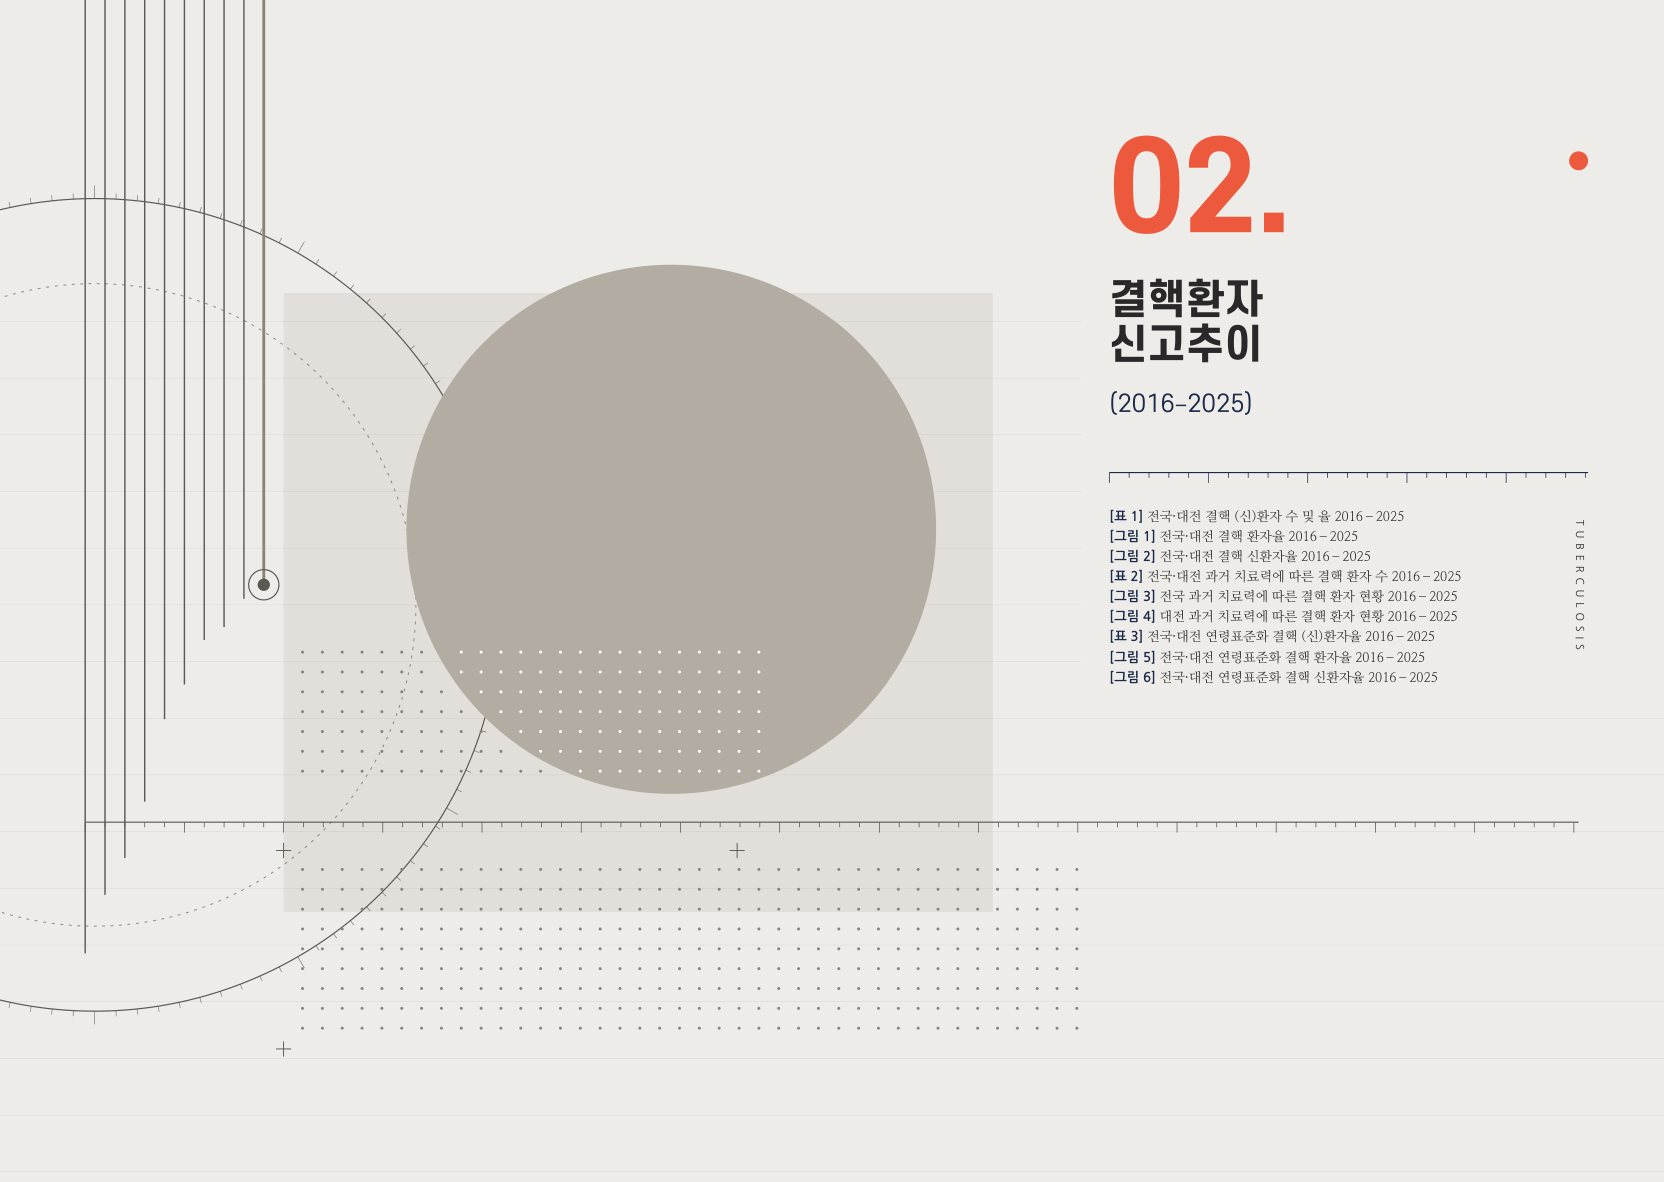 02.
결핵환자
신고추이
(2016–2025)
[표 1] 전국·대전 결핵 (신)환자 수 및 율 2016 – 2025
[그림 1] 전국·대전 결핵 환자율 2016 – 2025
[그림 2] 전국·대전 결핵 신환자율 2016 – 2025
[표 2] 전국·대전 과거 치료력에 따른 결핵 환자 수 2016 – 2025
[그림 3] 전국 과거 치료력에 따른 결핵 환자 현황 2016 – 2025
[그림 4] 대전 과거 치료력에 따른 결핵 환자 현황 2016 – 2025
[표 3] 전국·대전 연령표준화 결핵 (신)환자율 2016 – 2025
[그림 5] 전국·대전 연령표준화 결핵 환자율 2016 – 2025
[그림 6] 전국·대전 연령표준화 결핵 신환자율 2016 – 2025
TUBERCULOSIS